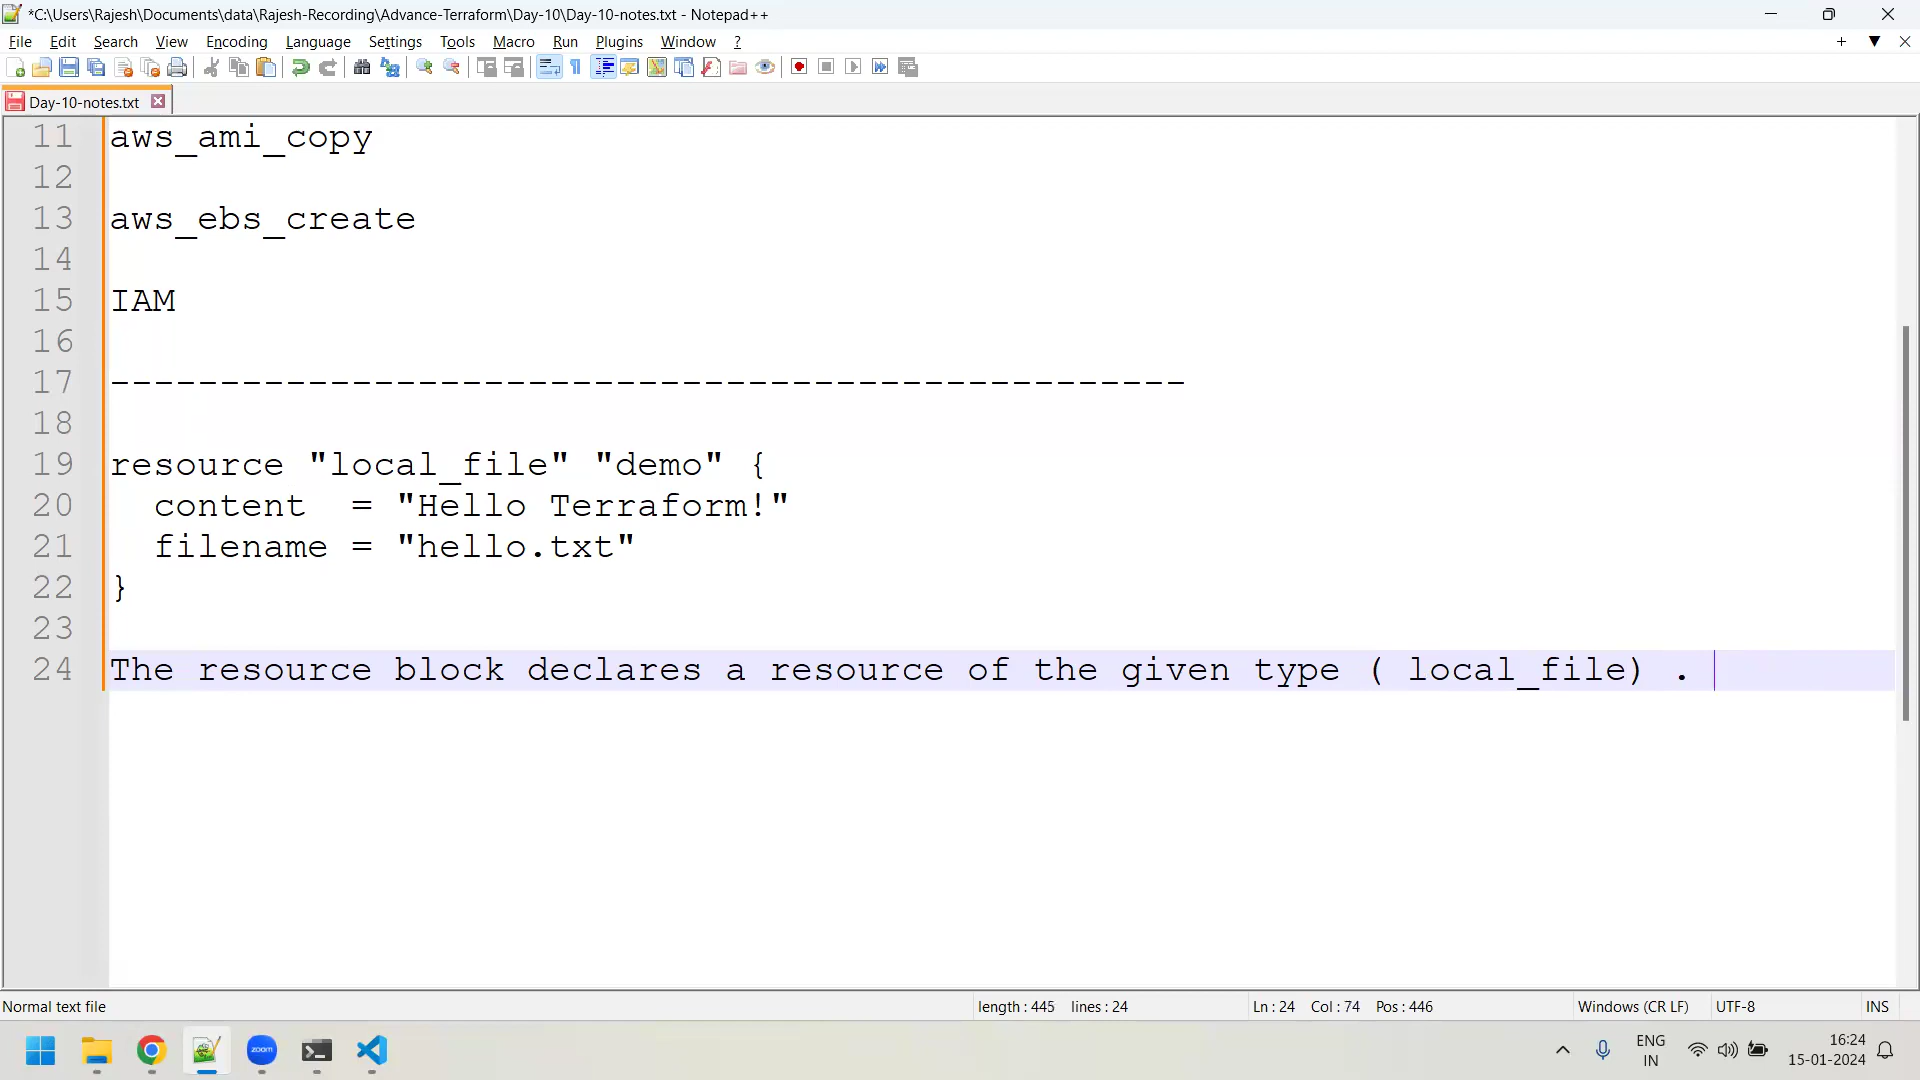 *C:\Users\Rajesh\Documents\data\Rajesh-Recording\Advance-Terraform\Day-10\Day-10-notes.txt - Notepad++
File Edit Search View Encoding Language Settings Tools Macro Run Plugins Window ?
Day-10-notes.txt
11 aws_ami_copy
12
13 aws_ebs_create
14
15 IAM
16
17 -------------------------------------------------
18
19 resource "local_file" "demo" {
20   content  = "Hello Terraform!"
21   filename = "hello.txt"
22 }
23
24 The resource block declares a resource of the given type ( local_file) .
Normal text file length : 445 lines : 24 Ln : 24 Col : 74 Pos : 446 Windows (CR LF) UTF-8 INS
zoom
ENG
IN
16:24
15-01-2024